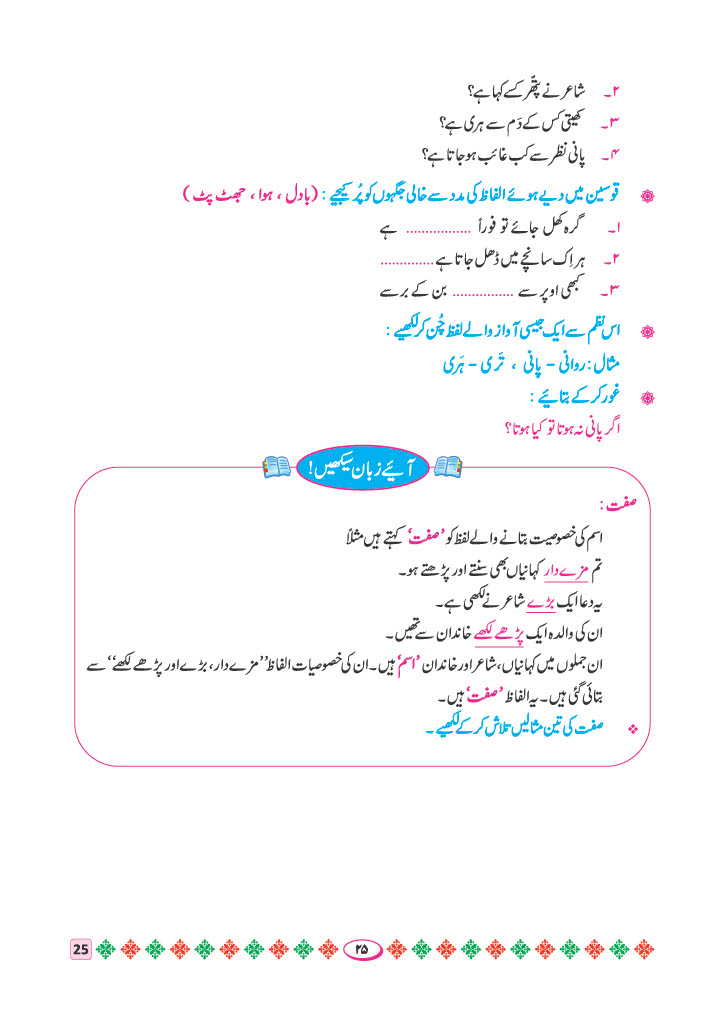 ۲۔ شاعر نے پتھّر کسے کہا ہے؟
۳۔ کھیتی کس کے دَم سے ہری ہے؟
۴۔ پانی نظر سے کب غائب ہو جاتا ہے؟
قوسین میں دیے ہوئے الفاظ کی مدد سے خالی جگہوں کو پُر کیجیے : (بادل ، ہوا ، جھٹ پٹ)
۱۔ گرہ کھل جائے تو فوراً ................. ہے
۲۔ ہر اِک سانچے میں ڈھل جاتا ہے ..............
۳۔ کبھی اوپر سے ................ بن کے برسے
اس نظم سے ایک جیسی آواز والے لفظ چُن کر لکھیے :
مثال : روانی - پانی ، تَری - ہَری
غور کر کے بتائیے :
اگر پانی نہ ہوتا تو کیا ہوتا؟
آئیے زبان سیکھیں!
صفت :
اسم کی خصوصیت بتانے والے لفظ کو ’صفت‘ کہتے ہیں مثلاً
تم مزے دار کہانیاں بھی سنتے اور پڑھتے ہو۔
یہ دعا ایک بڑے شاعر نے لکھی ہے۔
ان کی والدہ ایک پڑھے لکھے خاندان سے تھیں۔
ان جملوں میں کہانیاں، شاعر اور خاندان ’اسم‘ ہیں۔ ان کی خصوصیات الفاظ ’’مزے دار، بڑے اور پڑھے لکھے‘‘ سے
بتائی گئی ہیں۔ یہ الفاظ ’صفت‘ ہیں۔
صفت کی تین مثالیں تلاش کر کے لکھیے ۔
25 ۲۵